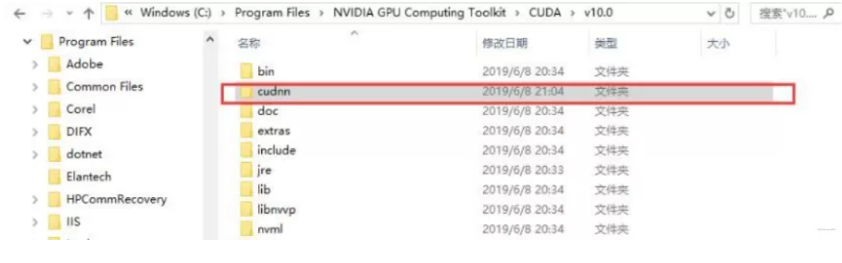 « Windows (C:) › Program Files › NVIDIA GPU Computing Toolkit › CUDA › v10.0
搜索"v10....
Program Files
Adobe
Common Files
Corel
DIFX
dotnet
Elantech
HPCommRecovery
IIS
名称 修改日期 类型 大小
bin 2019/6/8 20:34 文件夹
cudnn 2019/6/8 21:04 文件夹
doc 2019/6/8 20:34 文件夹
extras 2019/6/8 20:34 文件夹
include 2019/6/8 20:34 文件夹
jre 2019/6/8 20:33 文件夹
lib 2019/6/8 20:34 文件夹
libnvvp 2019/6/8 20:34 文件夹
nvml 2019/6/8 20:34 文件夹